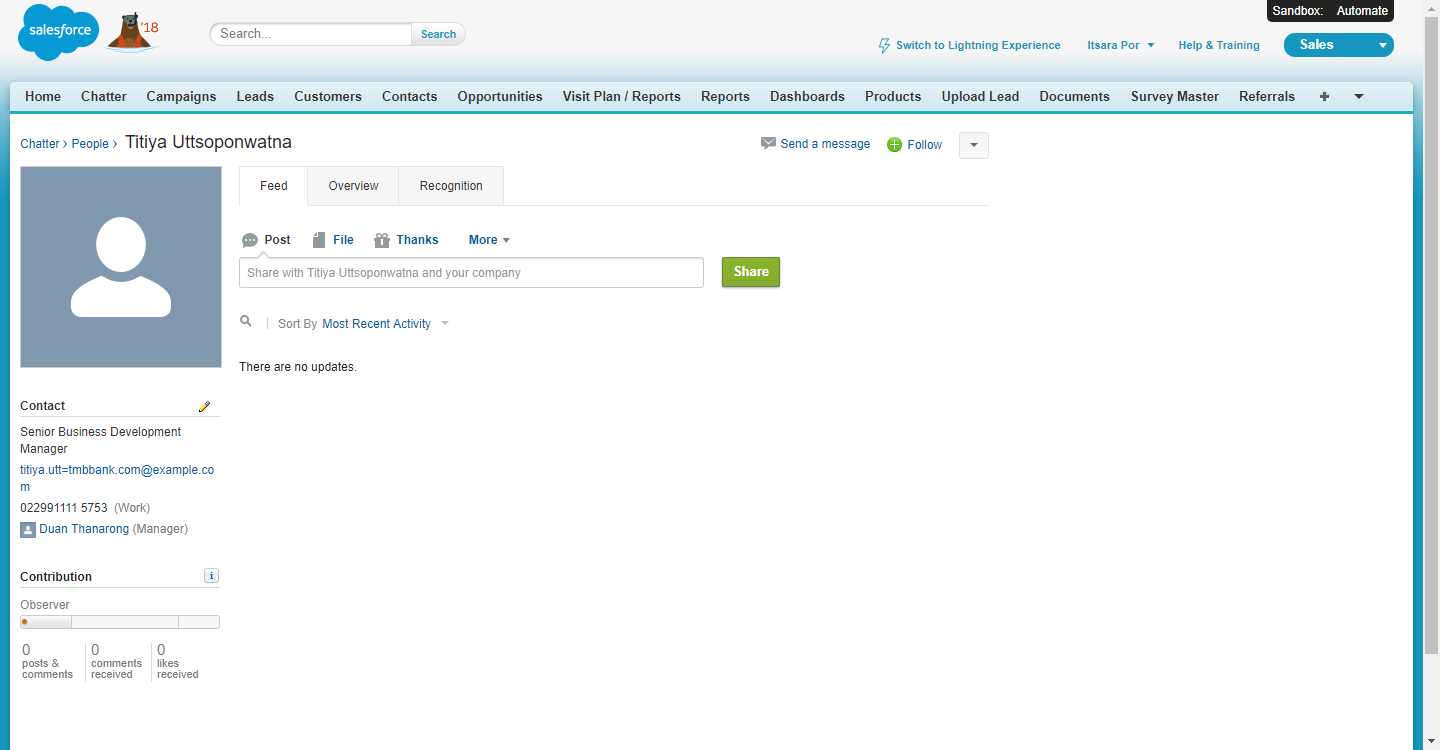 Sandbox: Automate
salesforce
'18
Search...
Search
Switch to Lightning Experience
Itsara Por
Help & Training
Sales
Home Chatter Campaigns Leads Customers Contacts Opportunities Visit Plan / Reports Reports Dashboards Products Upload Lead Documents Survey Master Referrals +
Chatter › People › Titiya Uttsoponwatna
Send a message
Follow
Feed
Overview
Recognition
Post
File
Thanks
More
Share with Titiya Uttsoponwatna and your company
Share
Sort By Most Recent Activity
There are no updates.
Contact
Senior Business Development
Manager
titiya.utt=tmbbank.com@example.co
m
022991111 5753 (Work)
Duan Thanarong (Manager)
Contribution
i
Observer
0
posts &
comments
0
comments
received
0
likes
received